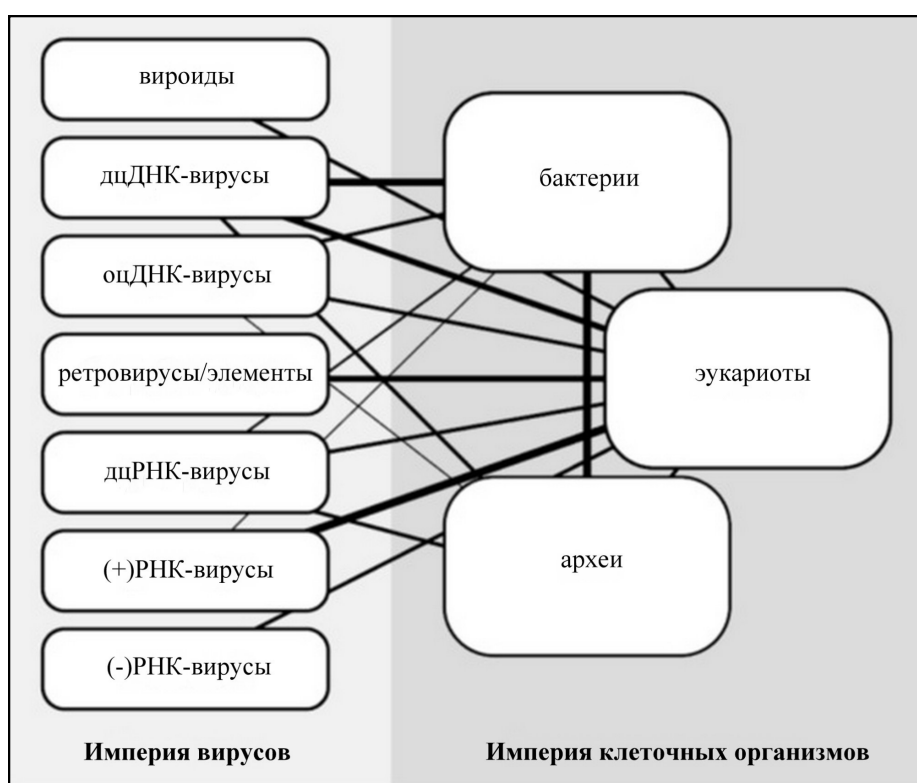 вироиды
дцДНК-вирусы
оцДНК-вирусы
ретровирусы/элементы
дцРНК-вирусы
(+)РНК-вирусы
(-)РНК-вирусы
бактерии
эукариоты
археи
Империя вирусов
Империя клеточных организмов